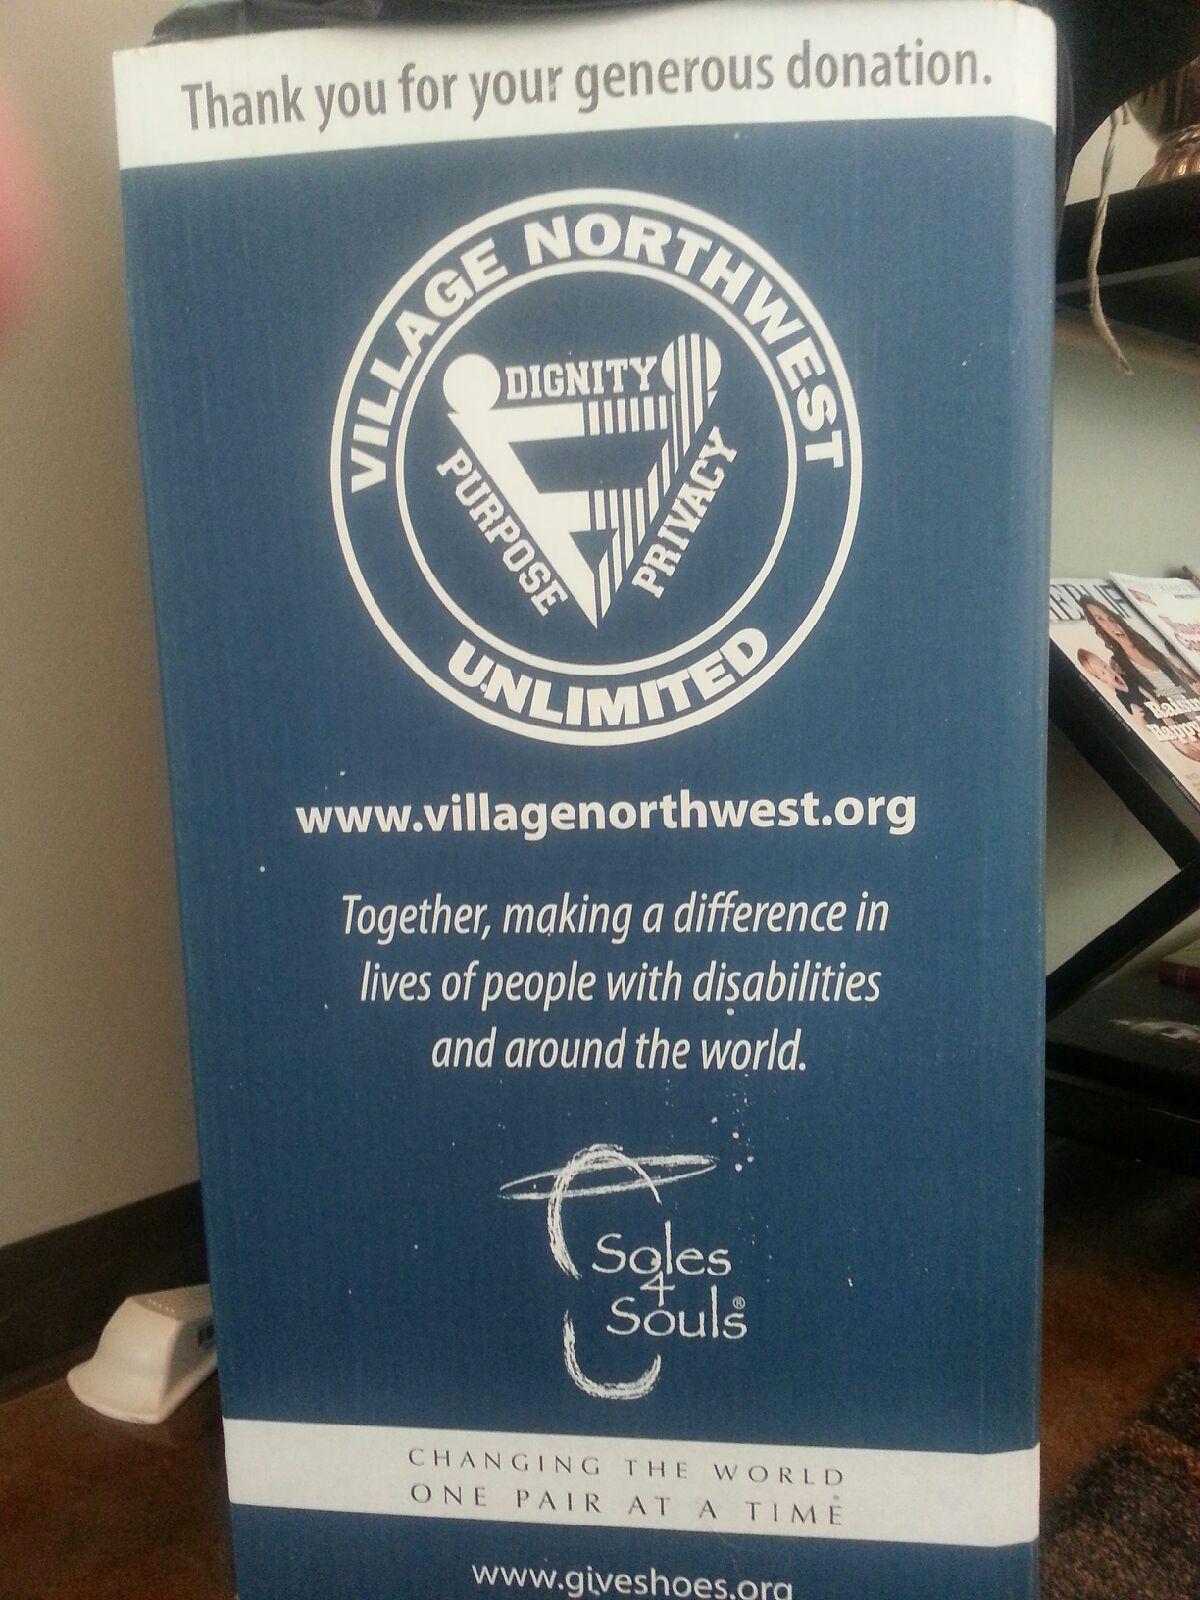 Thank you for your generous donation.
VILLAGE NORTHWEST
DIGNITY
PURPOSE
PRIVACY
UNLIMITED
www.villagenorthwest.org
Together, making a difference in
lives of people with disabilities
and around the world.
Soles
4
Souls®
CHANGING THE WORLD
ONE PAIR AT A TIME
www.giveshoes.org